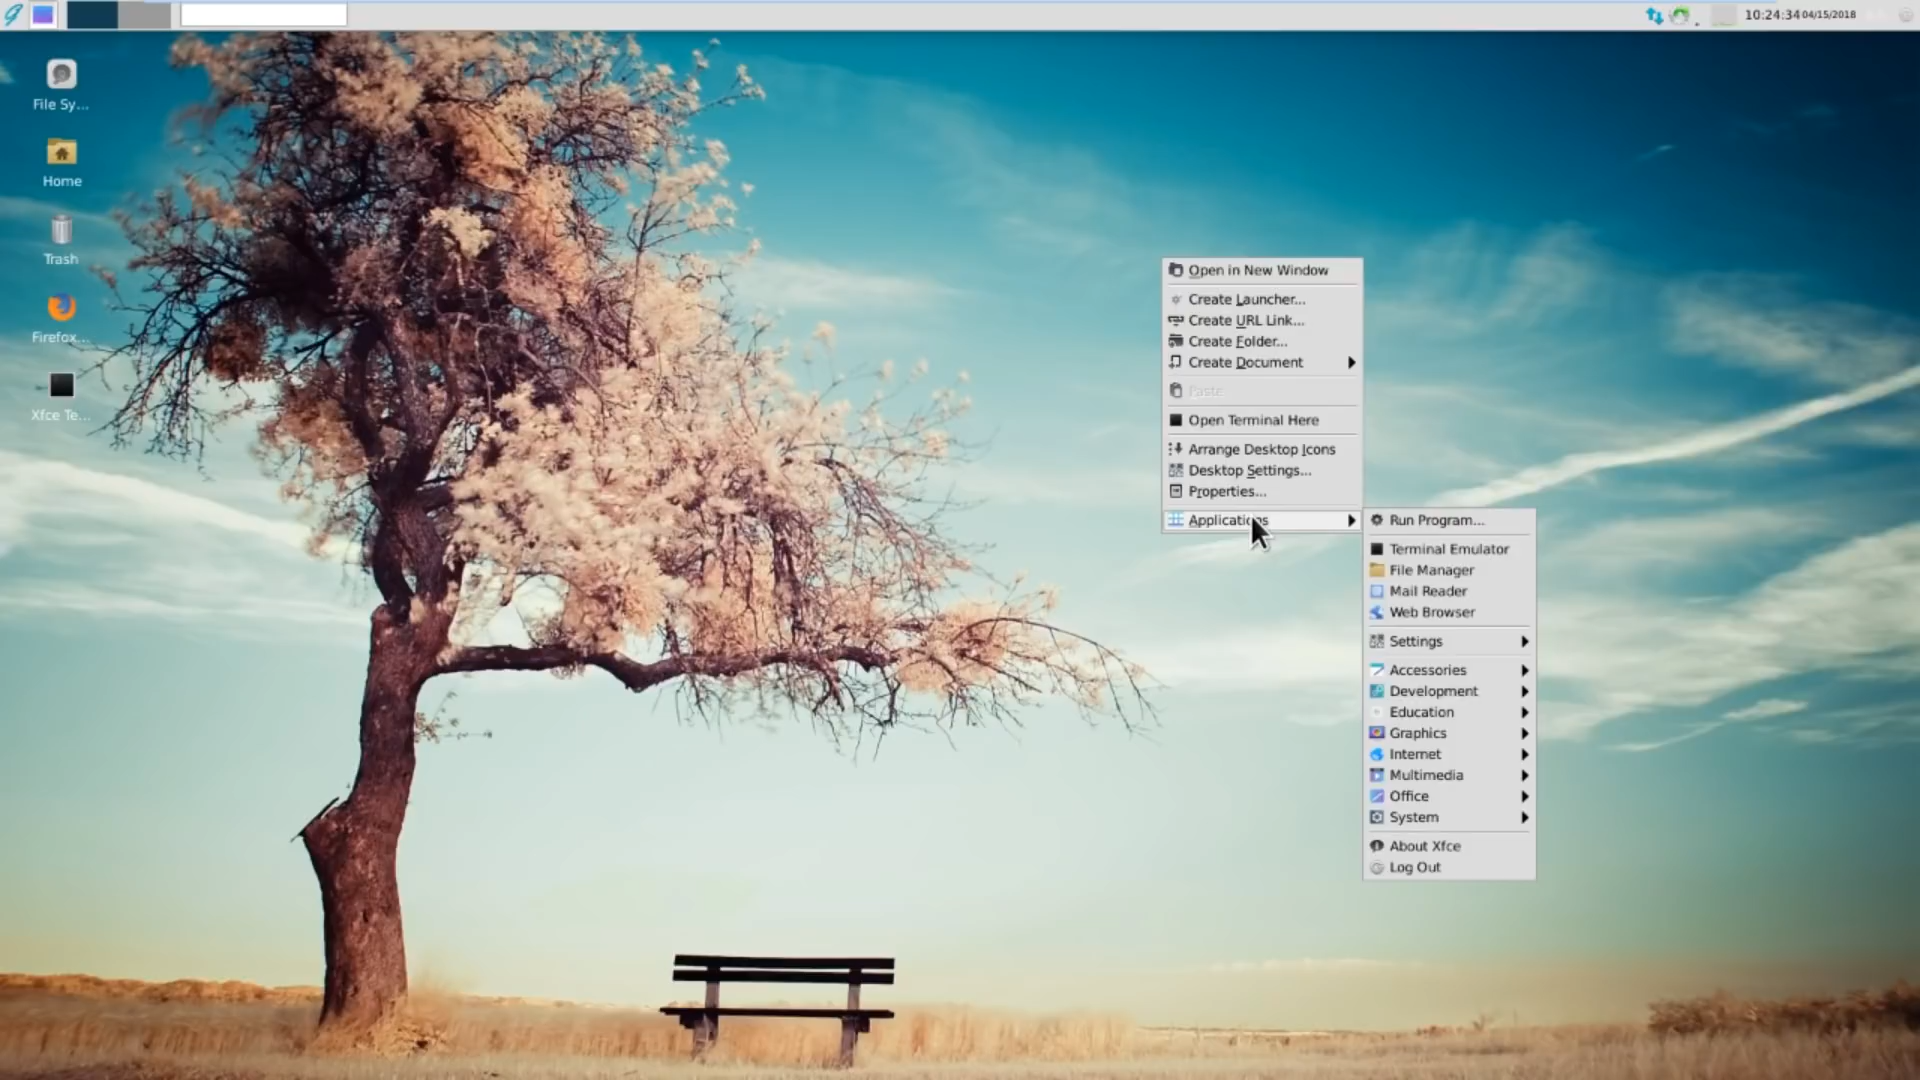 10:24:34 04/15/2018
File Sy...
Home
Trash
Firefox...
Xfce Te...
Open in New Window
Create Launcher...
Create URL Link...
Create Folder...
Create Document
Paste
Open Terminal Here
Arrange Desktop Icons
Desktop Settings...
Properties...
Applications
Run Program...
Terminal Emulator
File Manager
Mail Reader
Web Browser
Settings
Accessories
Development
Education
Graphics
Internet
Multimedia
Office
System
About Xfce
Log Out